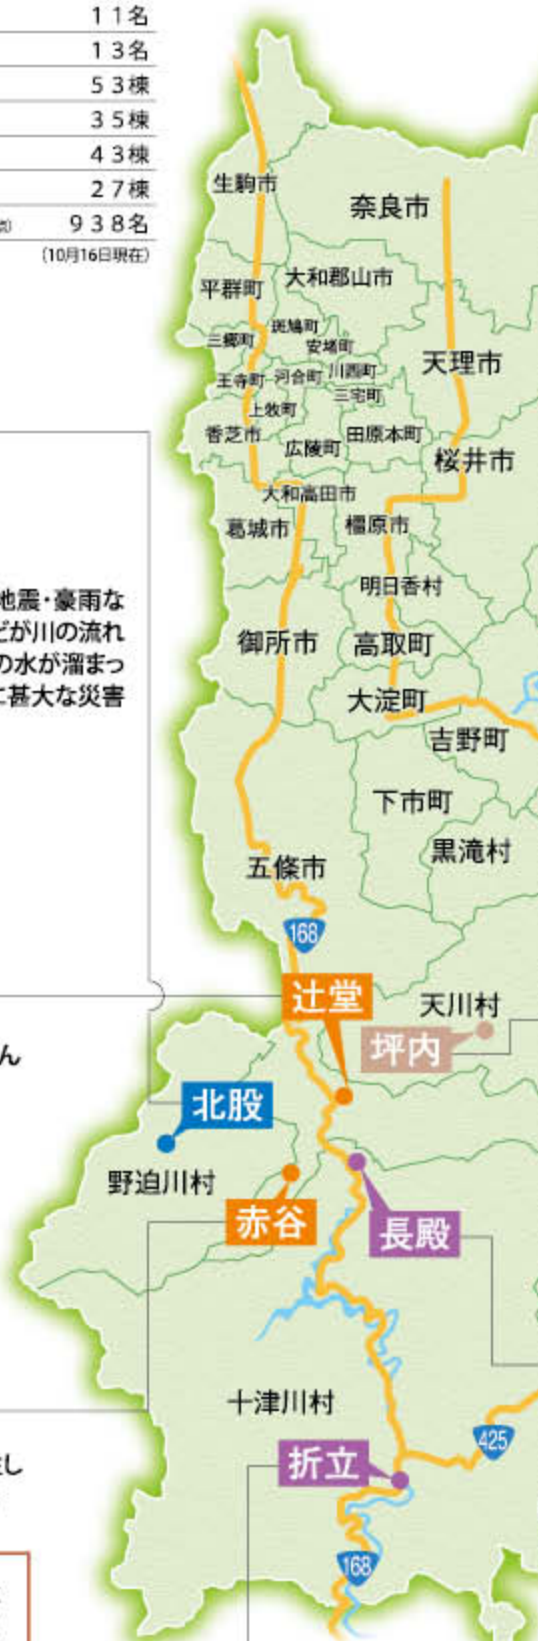 11名
13名
53棟
35棟
43棟
27棟
938名
(10月16日現在)
生駒市
奈良市
平群町
大和郡山市
斑鳩町
三郷町
安堵町
天理市
王寺町
河合町
川西町
三宅町
上牧町
香芝市
広陵町
田原本町
桜井市
大和高田市
葛城市
橿原市
明日香村
地震・豪雨な
どが川の流れ
の水が溜まっ
に甚大な災害
御所市
高取町
大淀町
吉野町
下市町
黒滝村
五條市
168
辻堂
天川村
坪内
ん
北股
野迫川村
赤谷
長殿
十津川村
425
折立
し
168